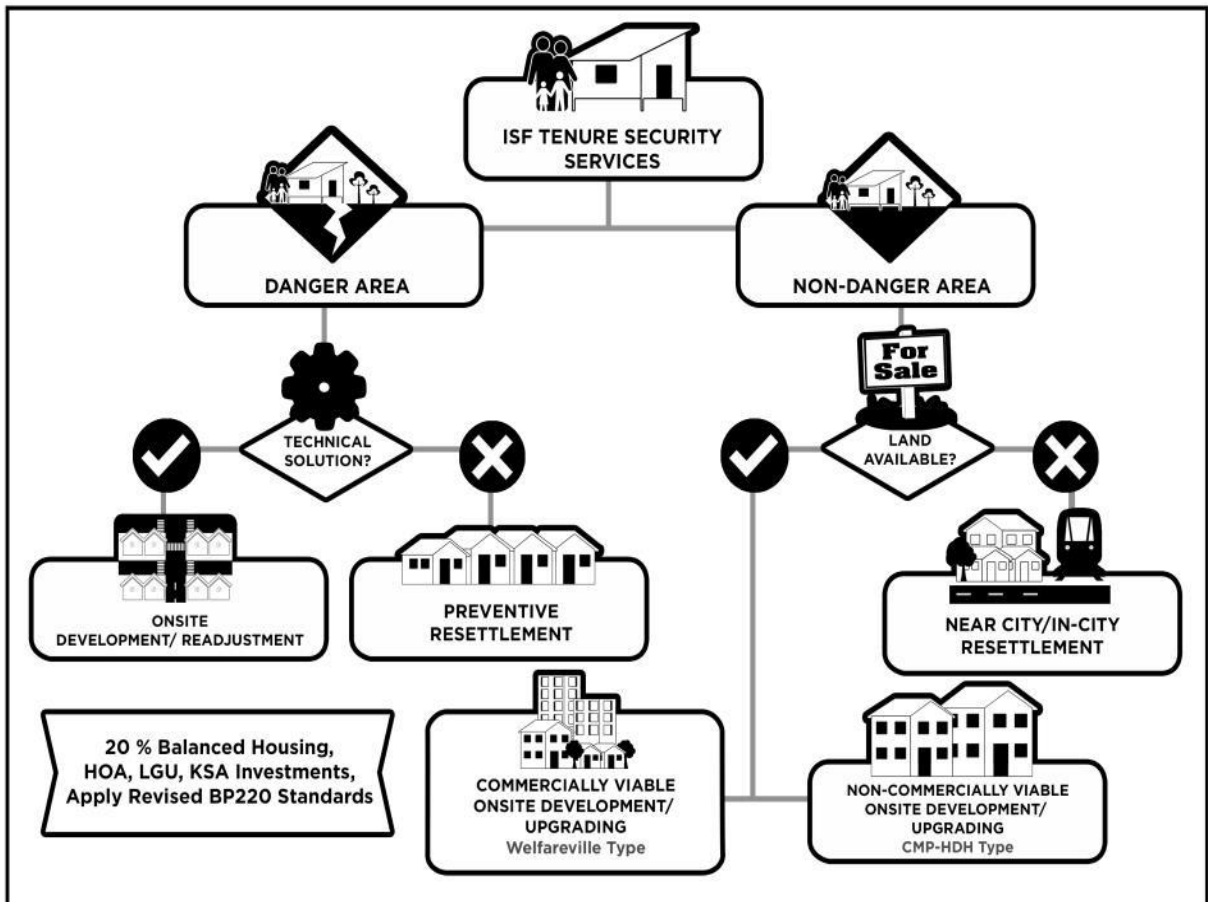 ISF TENURE SECURITY
SERVICES
DANGER AREA
NON-DANGER AREA
For
Sale
TECHNICAL
SOLUTION?
LAND
AVAILABLE?
ONSITE
DEVELOPMENT/ READJUSTMENT
PREVENTIVE
RESETTLEMENT
NEAR CITY/IN-CITY
RESETTLEMENT
20 % Balanced Housing,
HOA, LGU, KSA Investments,
Apply Revised BP220 Standards
COMMERCIALLY VIABLE
ONSITE DEVELOPMENT/
UPGRADING
Welfareville Type
NON-COMMERCIALLY VIABLE
ONSITE DEVELOPMENT/
UPGRADING
CMP-HDH Type